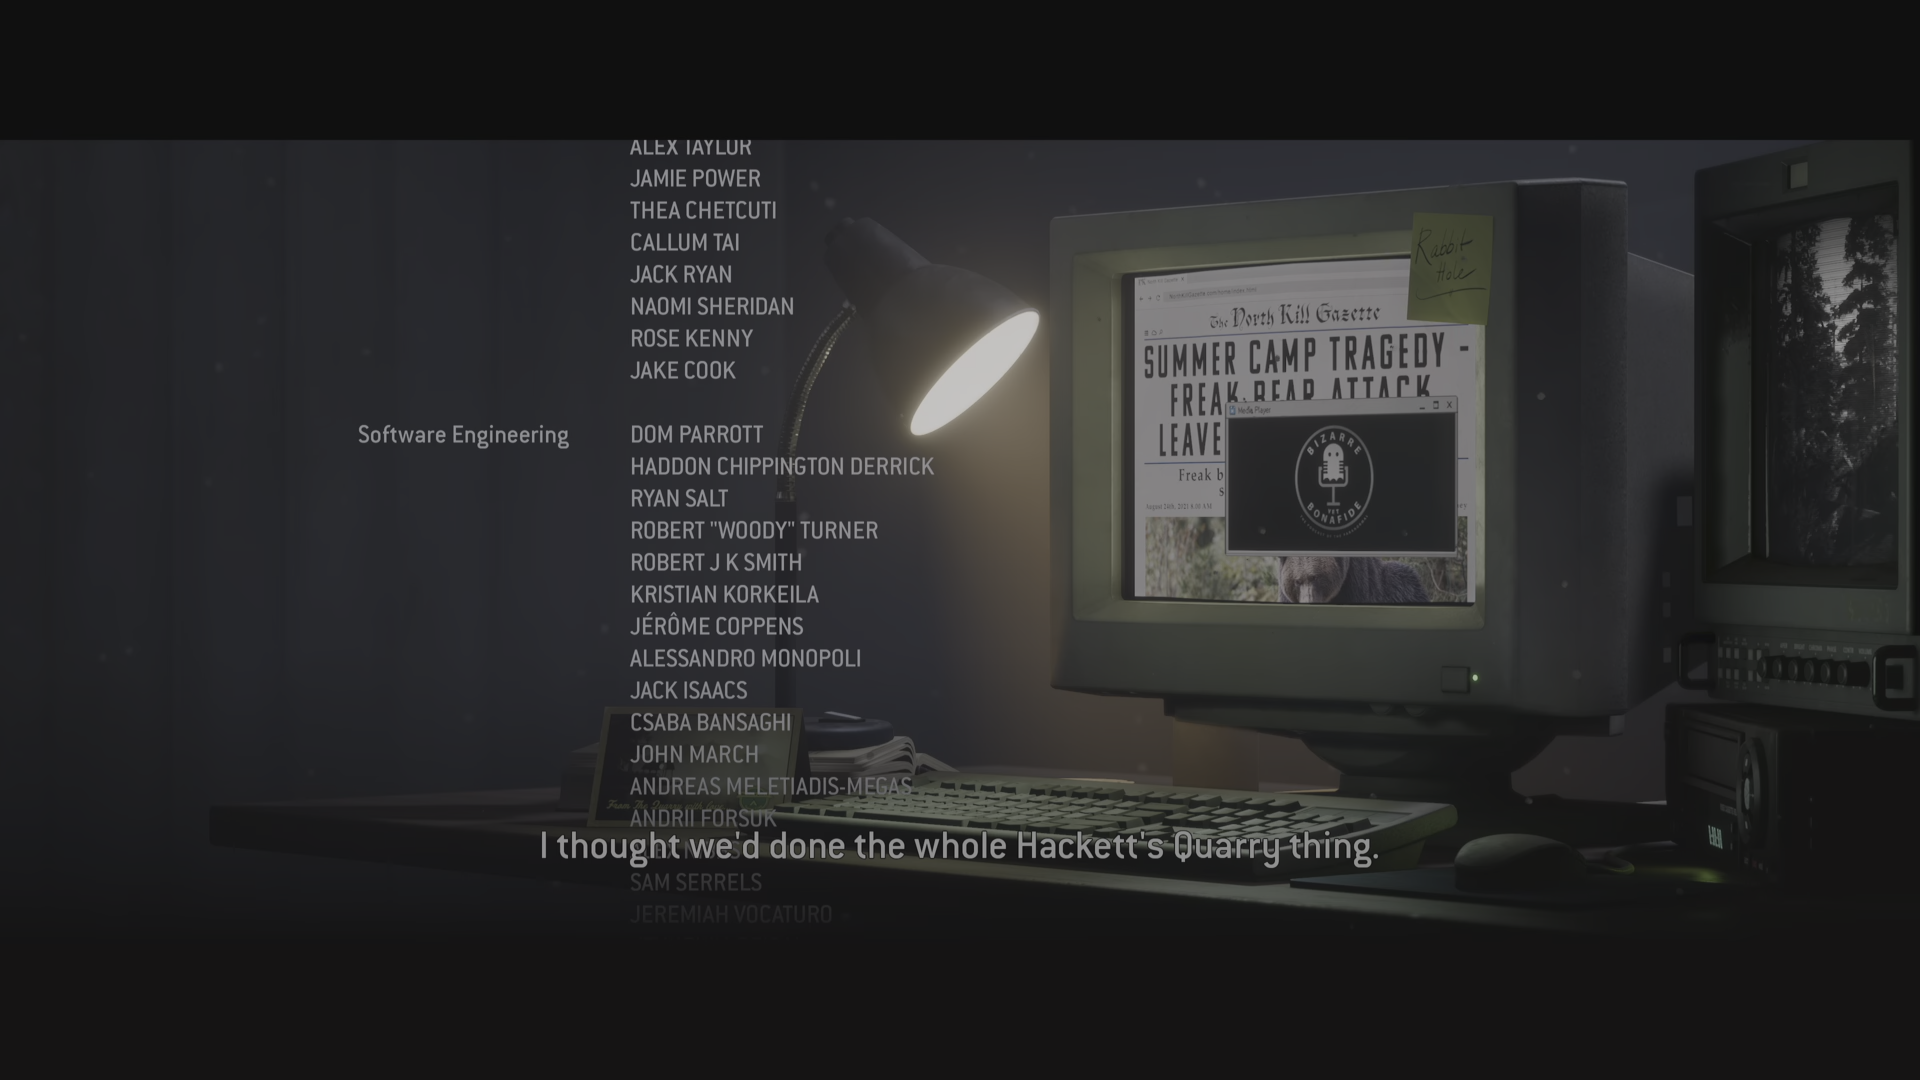 ALEX TAYLOR
JAMIE POWER
THEA CHETCUTI
CALLUM TAI
JACK RYAN
NAOMI SHERIDAN
ROSE KENNY
JAKE COOK
Software Engineering
DOM PARROTT
HADDON CHIPPINGTON DERRICK
RYAN SALT
ROBERT "WOODY" TURNER
ROBERT J K SMITH
KRISTIAN KORKEILA
JÉRÔME COPPENS
ALESSANDRO MONOPOLI
JACK ISAACS
CSABA BANSAGHI
JOHN MARCH
ANDREAS MELETIADIS-MEGAS
ANDRII FORSUK
SAM SERRELS
JEREMIAH VOCATURO
I thought we'd done the whole Hackett's Quarry thing.
Rabbit
Hole
The North Kill Gazette
SUMMER CAMP TRAGEDY -
FREAK BEAR ATTACK
LEAVE
Freak b
Media Player
BIZARRE
YET
BONAFIDE